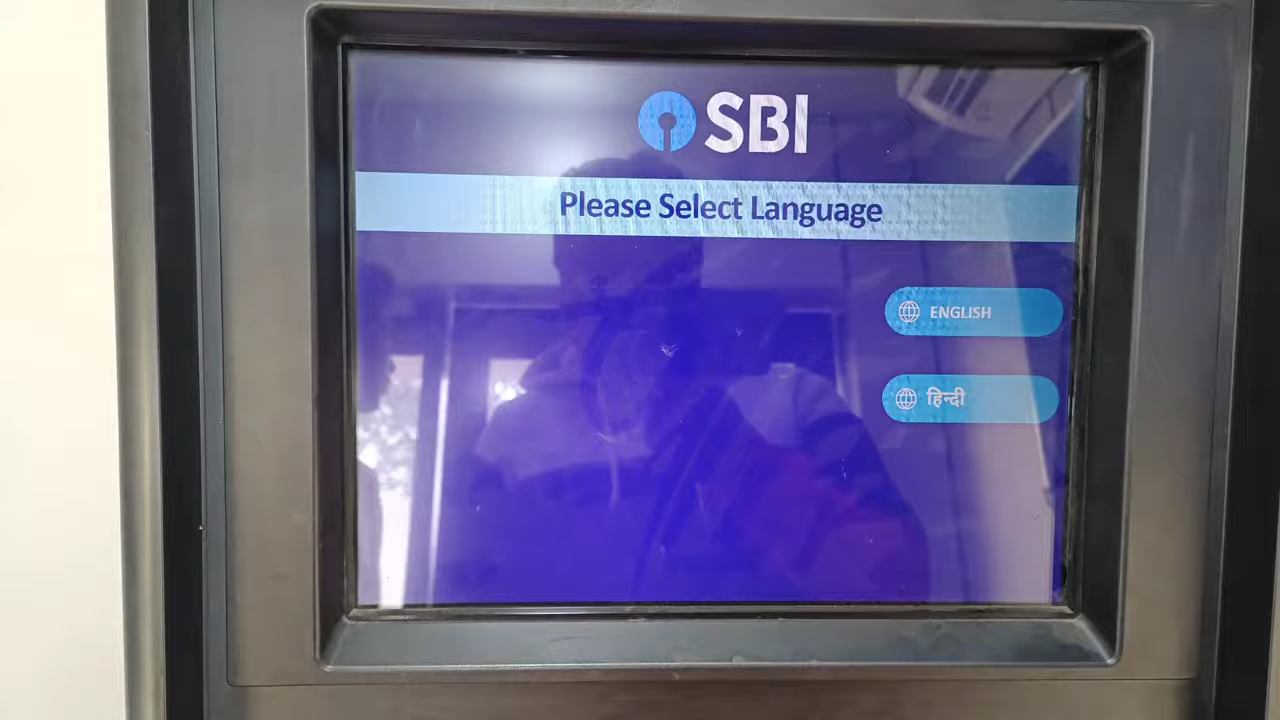 SBI
Please Select Language
ENGLISH
हिन्दी